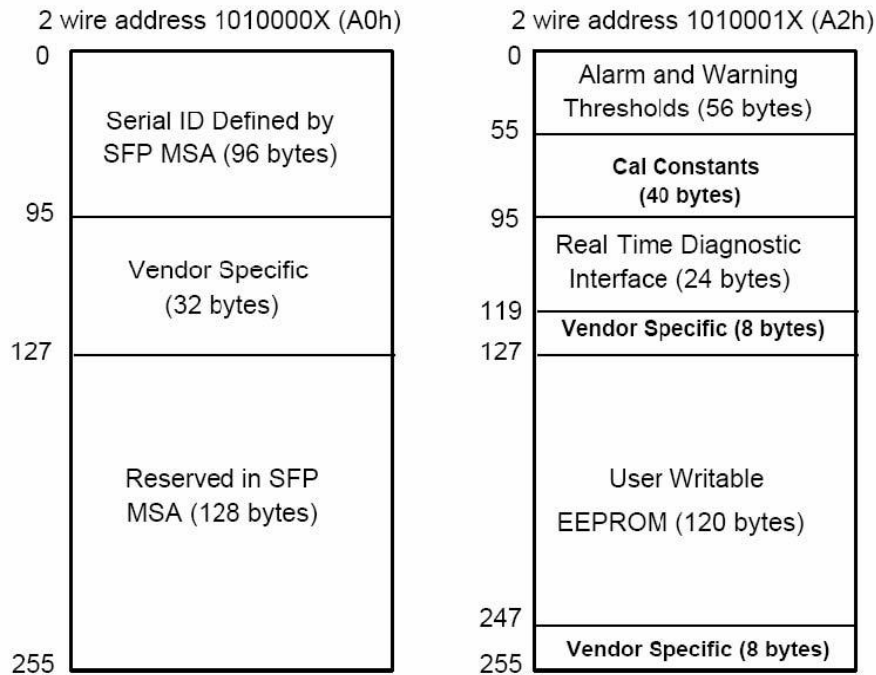 2 wire address 1010000X (A0h)
0
Serial ID Defined by
SFP MSA (96 bytes)
95
Vendor Specific
(32 bytes)
127
Reserved in SFP
MSA (128 bytes)
255
2 wire address 1010001X (A2h)
0
Alarm and Warning
Thresholds (56 bytes)
55
Cal Constants
(40 bytes)
95
Real Time Diagnostic
Interface (24 bytes)
119
Vendor Specific (8 bytes)
127
User Writable
EEPROM (120 bytes)
247
Vendor Specific (8 bytes)
255